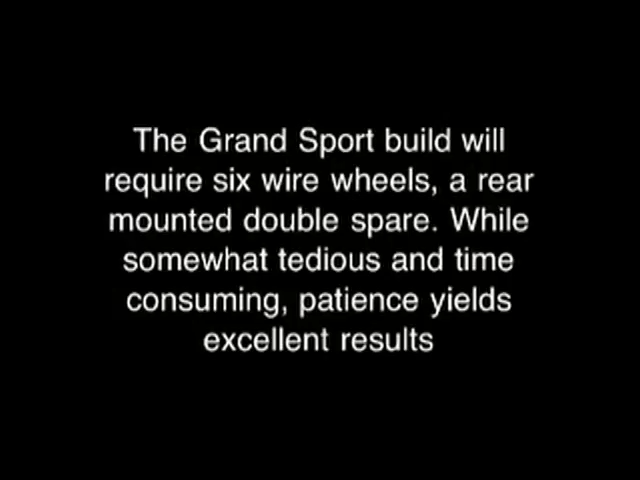 The Grand Sport build will
require six wire wheels, a rear
mounted double spare. While
somewhat tedious and time
consuming, patience yields
excellent results